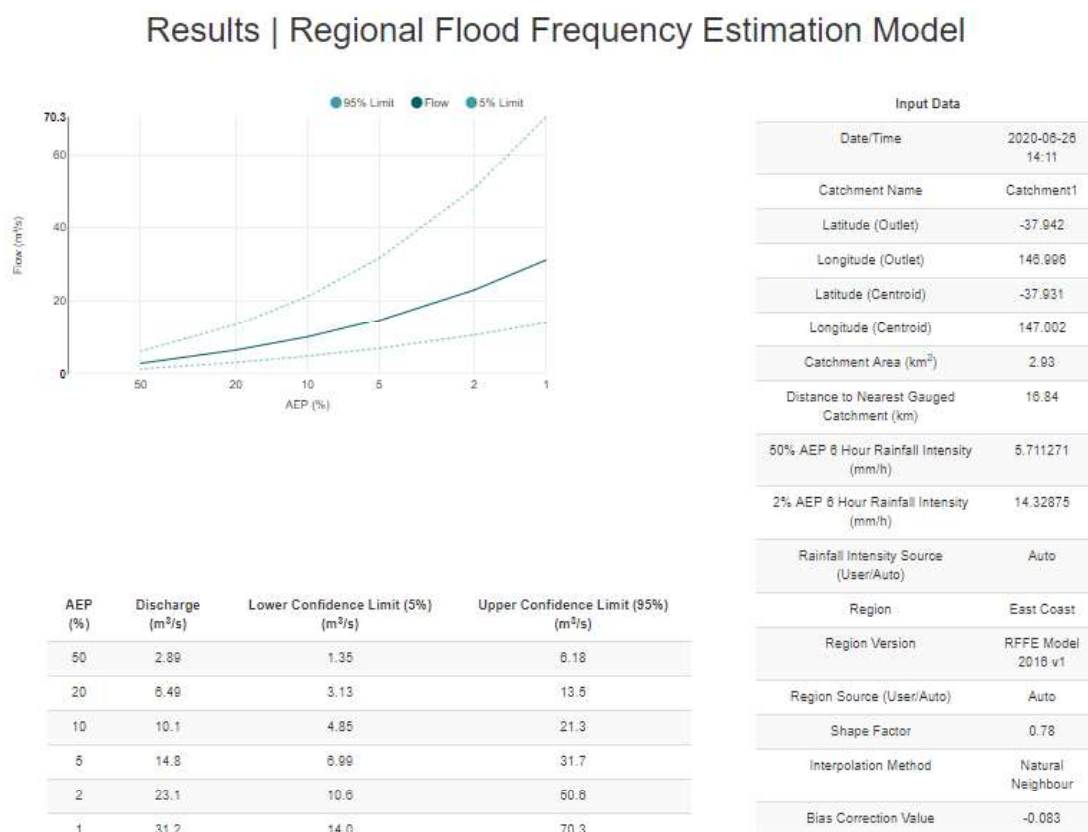 Results | Regional Flood Frequency Estimation Model
95% Limit Flow 5% Limit
70.3
60
40
20
0
Flow (m³/s)
50 20 10 5 2 1
AEP (%)
AEP (%) Discharge (m³/s) Lower Confidence Limit (5%) (m³/s) Upper Confidence Limit (95%) (m³/s)
50 2.89 1.35 6.18
20 6.49 3.13 13.5
10 10.1 4.85 21.3
5 14.8 6.99 31.7
2 23.1 10.6 50.6
1 31.2 14.0 70.3
Input Data
Date/Time 2020-06-26 14:11
Catchment Name Catchment1
Latitude (Outlet) -37.942
Longitude (Outlet) 146.996
Latitude (Centroid) -37.931
Longitude (Centroid) 147.002
Catchment Area (km²) 2.93
Distance to Nearest Gauged Catchment (km) 16.84
50% AEP 6 Hour Rainfall Intensity (mm/h) 5.711271
2% AEP 6 Hour Rainfall Intensity (mm/h) 14.32875
Rainfall Intensity Source (User/Auto) Auto
Region East Coast
Region Version RFFE Model 2016 v1
Region Source (User/Auto) Auto
Shape Factor 0.78
Interpolation Method Natural Neighbour
Bias Correction Value -0.083